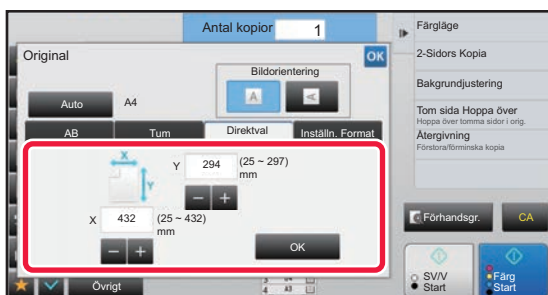 Antal kopior 1
Original
OK
Bildorientering
A
A
Auto
A4
AB
Tum
Direktval
Inställn. Format
X
Y
Y 294 (25 ~ 297)
mm
X 432 (25 ~ 432)
mm
OK
Övrigt
Färgläge
2-Sidors Kopia
Bakgrundjustering
Tom sida Hoppa över
Hoppa över tomma sidor i orig.
Återgivning
Förstora/förminska kopia
Förhandsgr.
CA
SV/V
Start
Färg
Start
4 A3